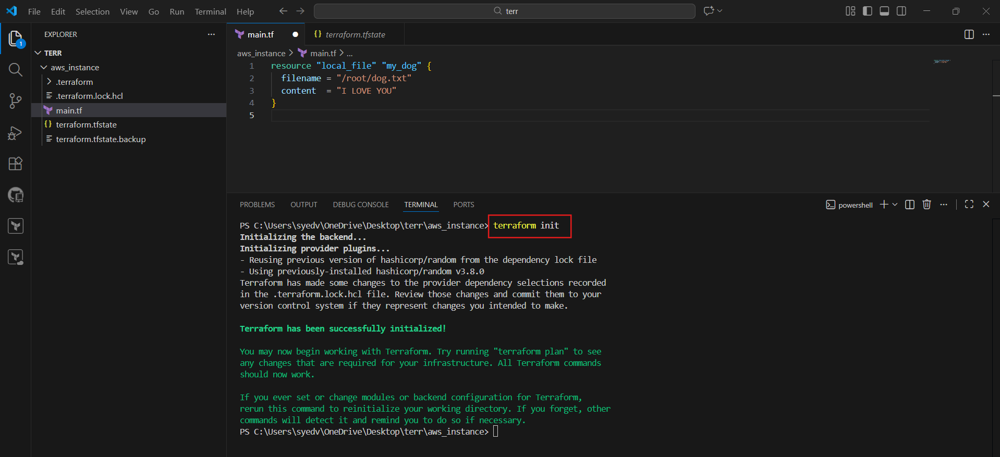 File Edit Selection View Go Run Terminal Help
terr
EXPLORER
TERR
aws_instance
.terraform
.terraform.lock.hcl
main.tf
terraform.tfstate
terraform.tfstate.backup
1
main.tf
{} terraform.tfstate
aws_instance > main.tf > ...
1 resource "local_file" "my_dog" {
2 filename = "/root/dog.txt"
3 content  = "I LOVE YOU"
4 }
5
PROBLEMS OUTPUT DEBUG CONSOLE TERMINAL PORTS
powershell
PS C:\Users\syedv\OneDrive\Desktop\terr\aws_instance> terraform init
Initializing the backend...
Initializing provider plugins...
- Reusing previous version of hashicorp/random from the dependency lock file
- Using previously-installed hashicorp/random v3.8.0
Terraform has made some changes to the provider dependency selections recorded
in the .terraform.lock.hcl file. Review those changes and commit them to your
version control system if they represent changes you intended to make.
Terraform has been successfully initialized!
You may now begin working with Terraform. Try running "terraform plan" to see
any changes that are required for your infrastructure. All Terraform commands
should now work.
If you ever set or change modules or backend configuration for Terraform,
rerun this command to reinitialize your working directory. If you forget, other
commands will detect it and remind you to do so if necessary.
PS C:\Users\syedv\OneDrive\Desktop\terr\aws_instance>